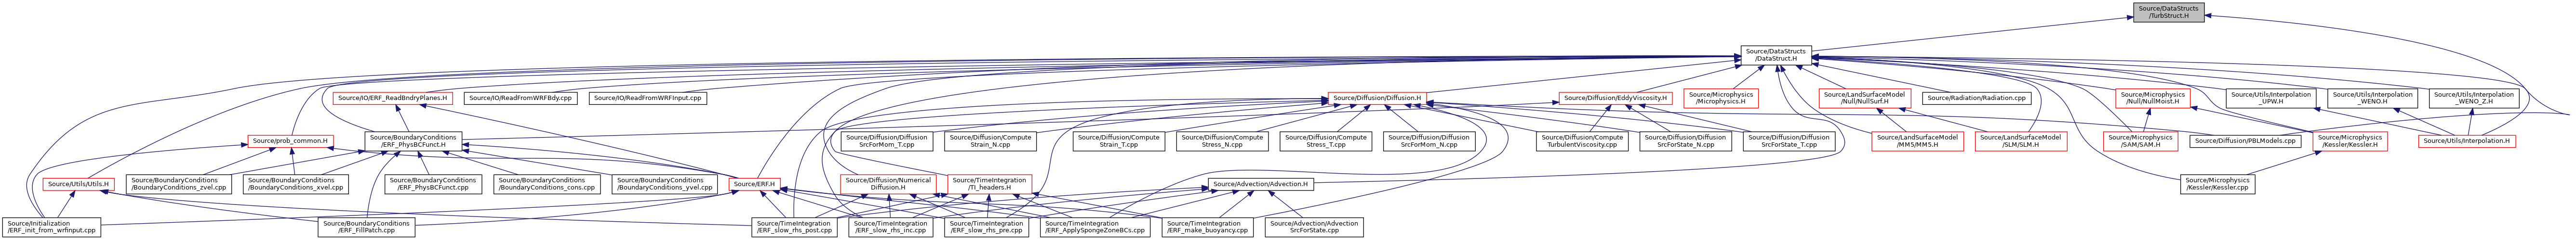 Source/DataStructs
/TurbStruct.H
Source/DataStructs
/DataStruct.H
Source/IO/ERF_ReadBndryPlanes.H
Source/IO/ReadFromWRFBdy.cpp
Source/IO/ReadFromWRFInput.cpp
Source/Diffusion/Diffusion.H
Source/Diffusion/EddyViscosity.H
Source/Microphysics
/Microphysics.H
Source/LandSurfaceModel
/Null/NullSurf.H
Source/Radiation/Radiation.cpp
Source/Microphysics
/Null/NullMoist.H
Source/Utils/Interpolation
_UPW.H
Source/Utils/Interpolation
_WENO.H
Source/Utils/Interpolation
_WENO_Z.H
Source/prob_common.H
Source/BoundaryConditions
/ERF_PhysBCFunct.H
Source/Diffusion/Diffusion
SrcForMom_T.cpp
Source/Diffusion/Compute
Strain_N.cpp
Source/Diffusion/Compute
Strain_T.cpp
Source/Diffusion/Compute
Stress_N.cpp
Source/Diffusion/Compute
Stress_T.cpp
Source/Diffusion/Diffusion
SrcForMom_N.cpp
Source/Diffusion/Compute
TurbulentViscosity.cpp
Source/Diffusion/Diffusion
SrcForState_N.cpp
Source/Diffusion/Diffusion
SrcForState_T.cpp
Source/LandSurfaceModel
/MM5/MM5.H
Source/LandSurfaceModel
/SLM/SLM.H
Source/Microphysics
/SAM/SAM.H
Source/Diffusion/PBLModels.cpp
Source/Microphysics
/Kessler/Kessler.H
Source/Utils/Interpolation.H
Source/Utils/Utils.H
Source/BoundaryConditions
/BoundaryConditions_zvel.cpp
Source/BoundaryConditions
/BoundaryConditions_xvel.cpp
Source/BoundaryConditions
/ERF_PhysBCFunct.cpp
Source/BoundaryConditions
/BoundaryConditions_cons.cpp
Source/BoundaryConditions
/BoundaryConditions_yvel.cpp
Source/ERF.H
Source/Diffusion/Numerical
Diffusion.H
Source/TimeIntegration
/TI_headers.H
Source/Advection/Advection.H
Source/Microphysics
/Kessler/Kessler.cpp
Source/Initialization
/ERF_init_from_wrfinput.cpp
Source/BoundaryConditions
/ERF_FillPatch.cpp
Source/TimeIntegration
/ERF_slow_rhs_post.cpp
Source/TimeIntegration
/ERF_slow_rhs_inc.cpp
Source/TimeIntegration
/ERF_slow_rhs_pre.cpp
Source/TimeIntegration
/ERF_ApplySpongeZoneBCs.cpp
Source/TimeIntegration
/ERF_make_buoyancy.cpp
Source/Advection/Advection
SrcForState.cpp